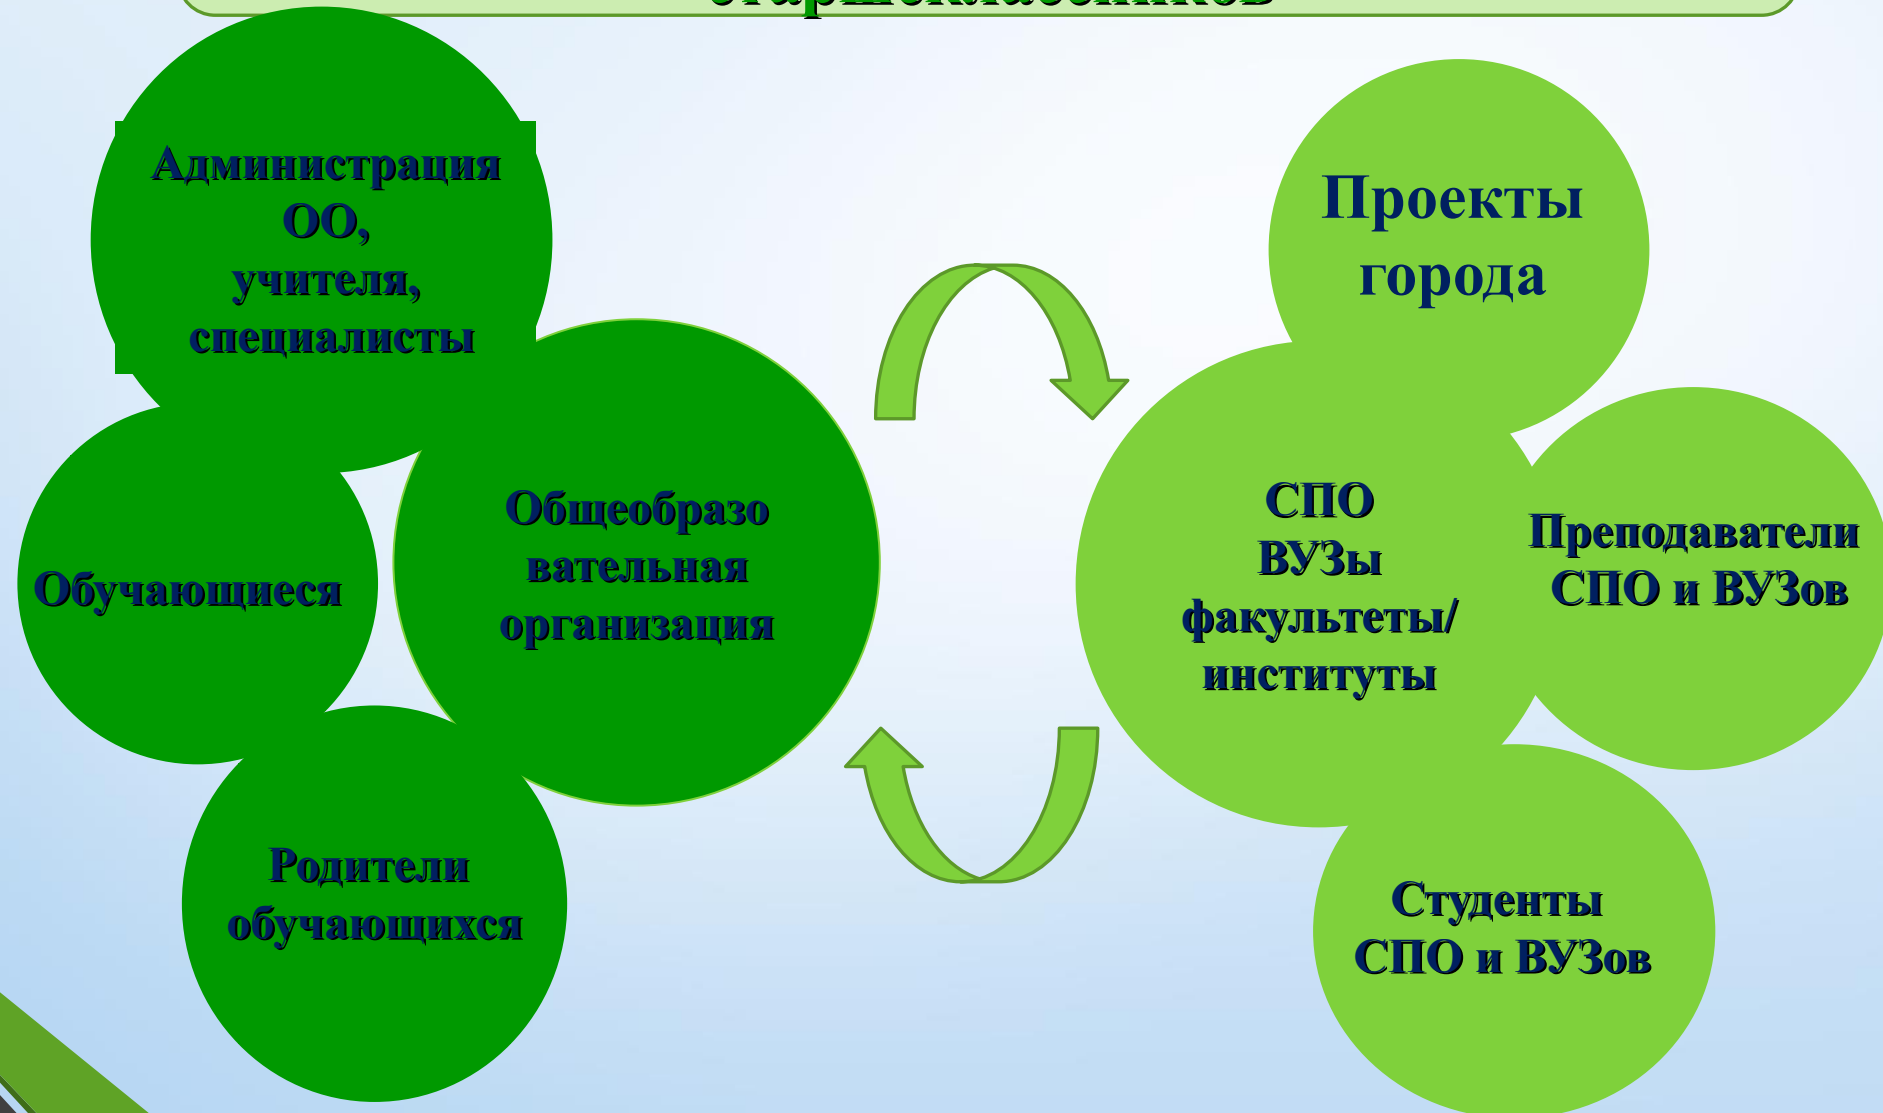 старшеклассников
Администрация
ОО,
учителя,
специалисты
Обучающиеся
Общеобразо
вательная
организация
Родители
обучающихся
Проекты
города
СПО
ВУЗы
факультеты/
институты
Преподаватели
СПО и ВУЗов
Студенты
СПО и ВУЗов